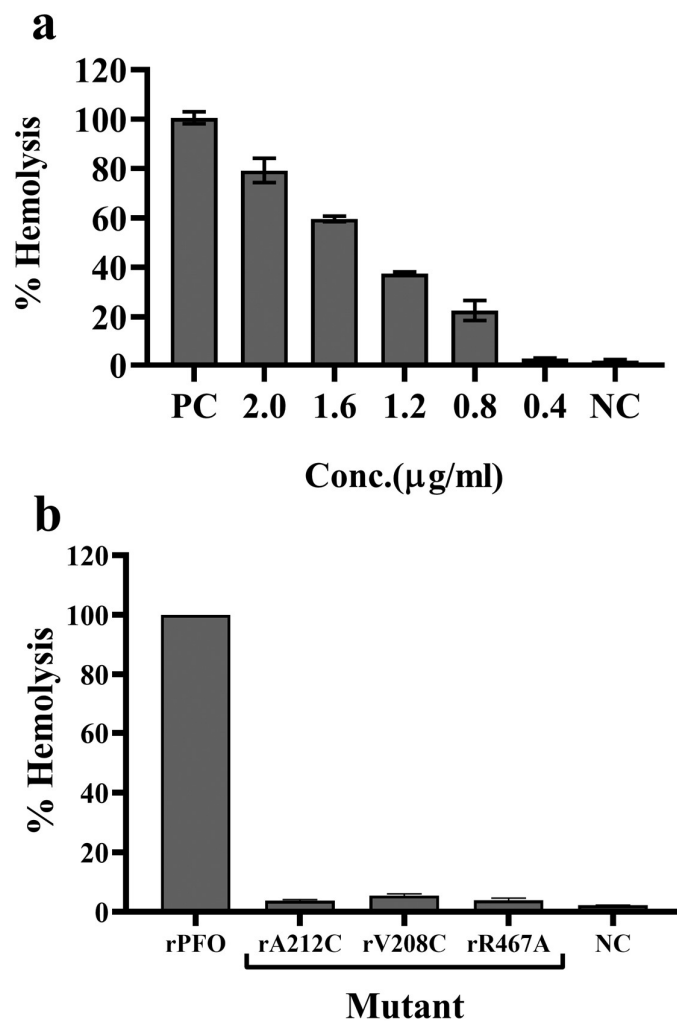 a
% Hemolysis
120
100
80
60
40
20
0
PC 2.0 1.6 1.2 0.8 0.4 NC
Conc.(μg/ml)
b
% Hemolysis
120
100
80
60
40
20
0
rPFO rA212C rV208C rR467A NC
Mutant